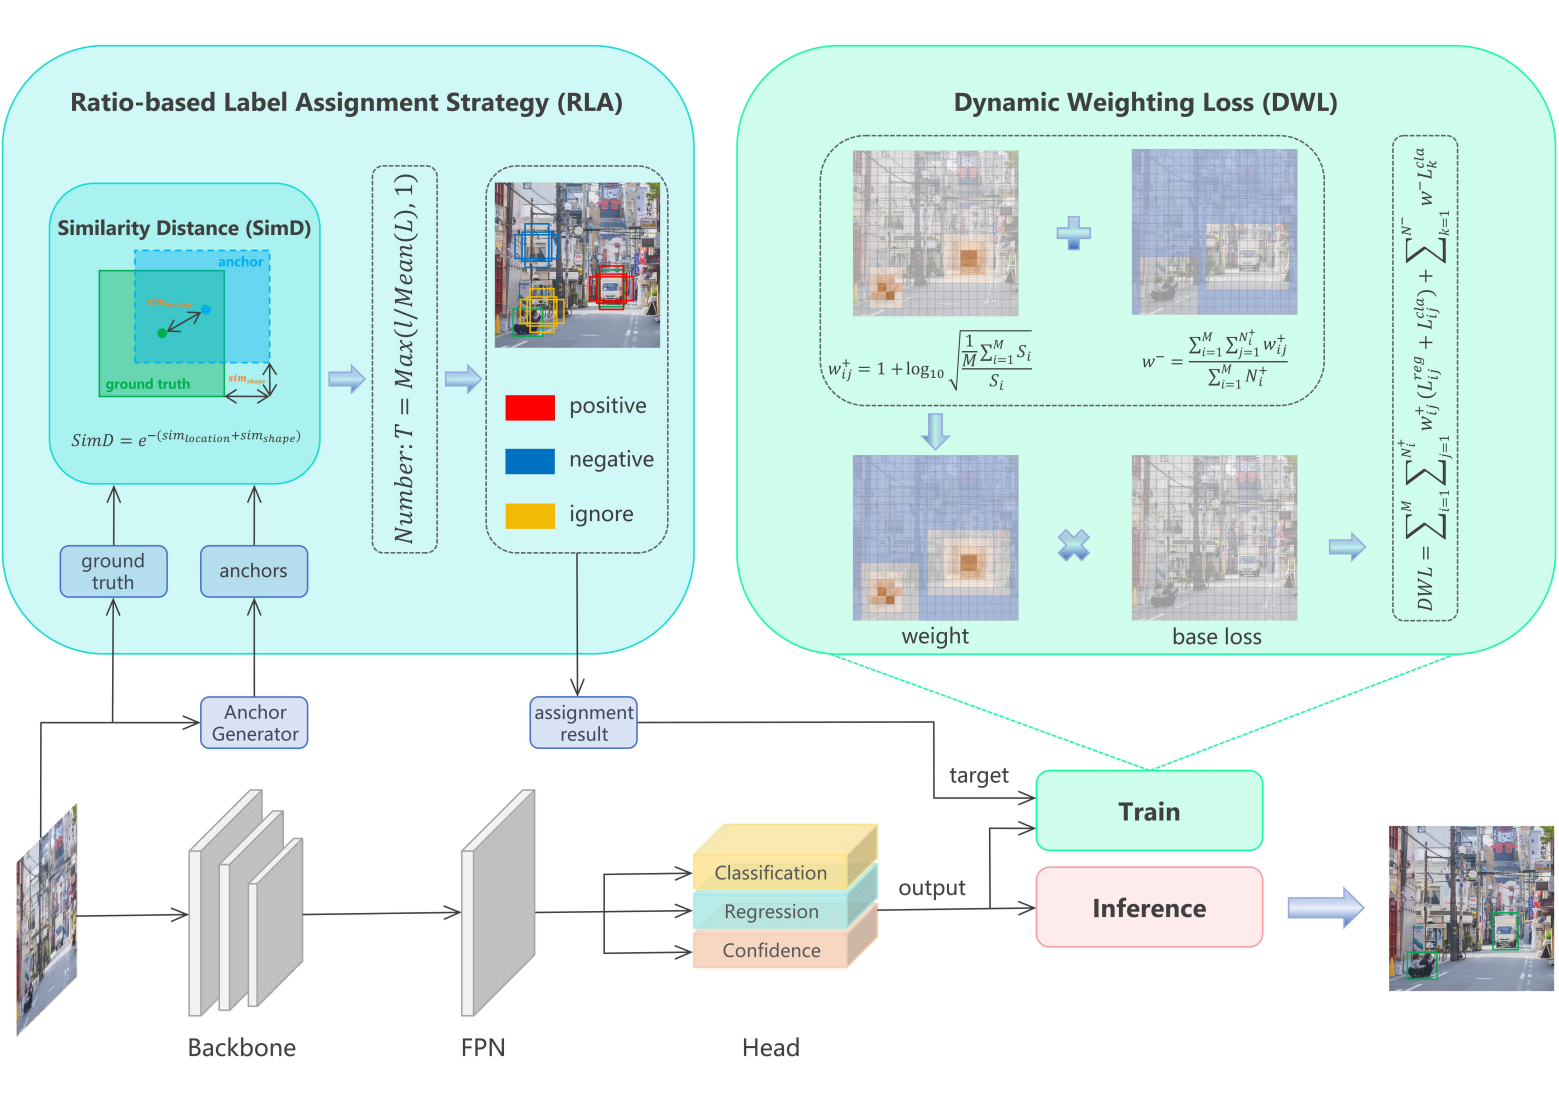 Ratio-based Label Assignment Strategy (RLA)
Similarity Distance (SimD)
anchor
sim_{location}
ground truth
sim_{shape}
SimD = e^{-(sim_{location}+sim_{shape})}
ground
truth
anchors
Number: T = Max(l/Mean(L), 1)
positive
negative
ignore
Dynamic Weighting Loss (DWL)
w_{ij}^{+} = 1 + log_{10} \sqrt{\frac{\frac{1}{M}\sum_{i=1}^{M} S_i}{S_i}}
w^{-} = \frac{\sum_{i=1}^{M}\sum_{j=1}^{N_i^{+}} w_{ij}^{+}}{\sum_{i=1}^{M} N_i^{+}}
weight
base loss
DWL = \sum_{i=1}^{M} \sum_{j=1}^{N_i^{+}} w_{ij}^{+} (L_{ij}^{reg} + L_{ij}^{cla}) + \sum_{k=1}^{N^{-}} w^{-} L_k^{cla}
Anchor
Generator
assignment
result
target
Train
Classification
Regression
Confidence
output
Inference
Backbone
FPN
Head